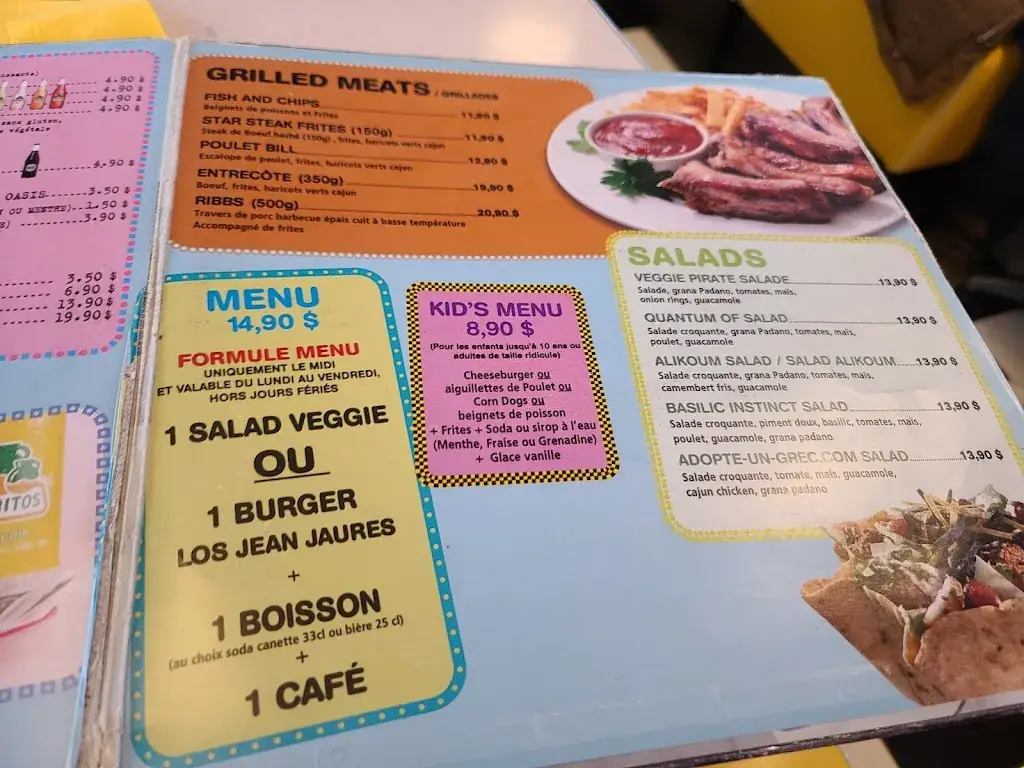 4.90 $
4.90 $
4.90 $
4.90 $
sans gluten,
végétale
4.90 $
OASIS 3.50 $
OU MENTHE) 1.50 $
3.90 $
3.50 $
6.90 $
13.90 $
19.90 $
GRILLED MEATS / GRILLADES
FISH AND CHIPS 11,90 $
Beignets de poissons et Frites
STAR STEAK FRITES (150g) 11,90 $
Steak de Boeuf haché (150g) , frites, haricots verts cajun
POULET BILL 12,90 $
Escalope de poulet, frites, haricots verts cajun
ENTRECÔTE (350g) 19,90 $
Boeuf, frites, haricots verts cajun
RIBBS (500g) 20,90 $
Travers de porc barbecue épais cuit à basse température
Accompagné de frites
MENU
14,90 $
FORMULE MENU
UNIQUEMENT LE MIDI
ET VALABLE DU LUNDI AU VENDREDI,
HORS JOURS FÉRIÉS
1 SALAD VEGGIE
OU
1 BURGER
LOS JEAN JAURES
+
1 BOISSON
(au choix soda canette 33cl ou bière 25 cl)
+
1 CAFÉ
KID'S MENU
8,90 $
(Pour les enfants jusqu'à 10 ans ou
adultes de taille ridicule)
Cheeseburger ou
aiguillettes de Poulet ou
Corn Dogs ou
beignets de poisson
+ Frites + Soda ou sirop à l'eau
(Menthe, Fraise ou Grenadine)
+ Glace vanille
SALADS
VEGGIE PIRATE SALADE 13,90 $
Salade, grana Padano, tomates, maïs,
onion rings, guacamole
QUANTUM OF SALAD 13,90 $
Salade croquante, grana Padano, tomates, maïs,
poulet, guacamole
ALIKOUM SALAD / SALAD ALIKOUM 13,90 $
Salade croquante, grana Padano, tomates, maïs,
camembert fris, guacamole
BASILIC INSTINCT SALAD 13,90 $
Salade croquante, piment doux, basilic, tomates, maïs,
poulet, guacamole, grana padano
ADOPTE-UN-GREC.COM SALAD 13,90 $
Salade croquante, tomate, maïs, guacamole,
cajun chicken, grana padano